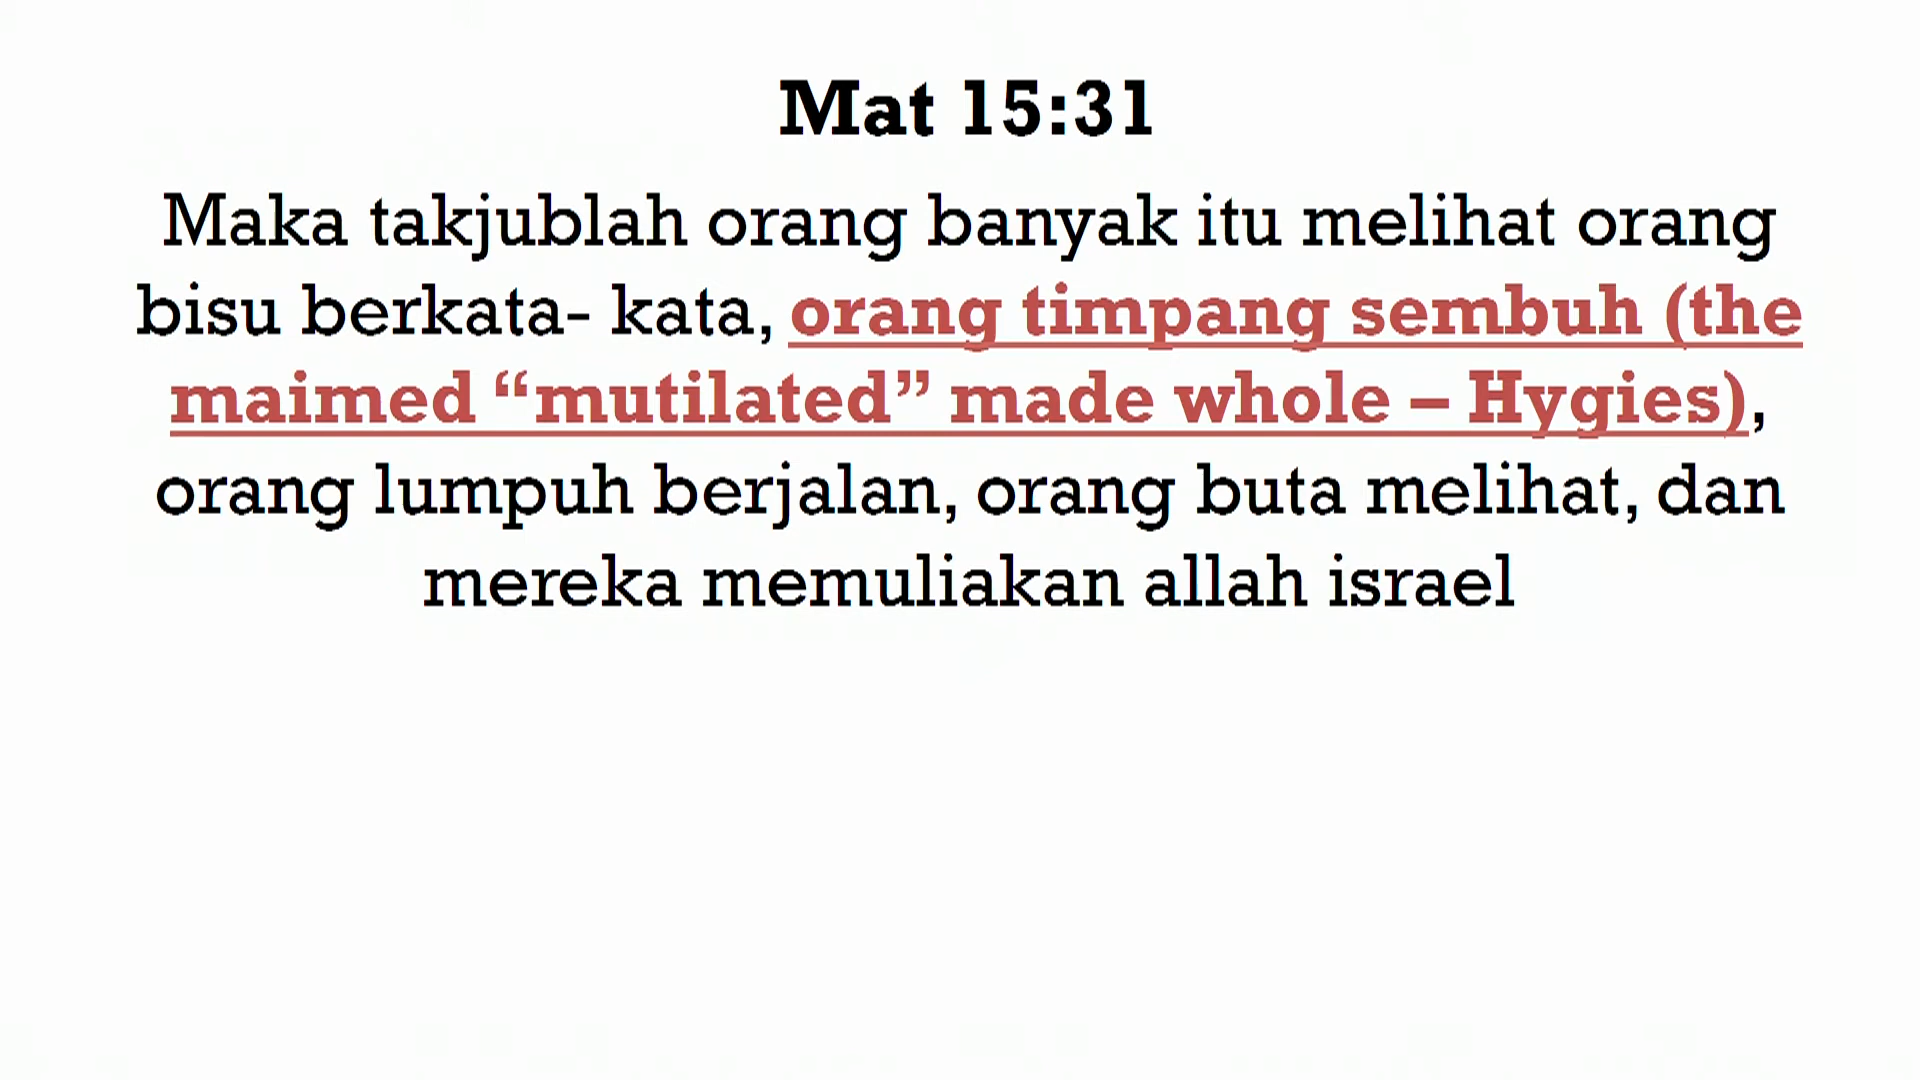 Mat 15:31
Maka takjublah orang banyak itu melihat orang
bisu berkata- kata, orang timpang sembuh (the
maimed “mutilated” made whole – Hygies),
orang lumpuh berjalan, orang buta melihat, dan
mereka memuliakan allah israel